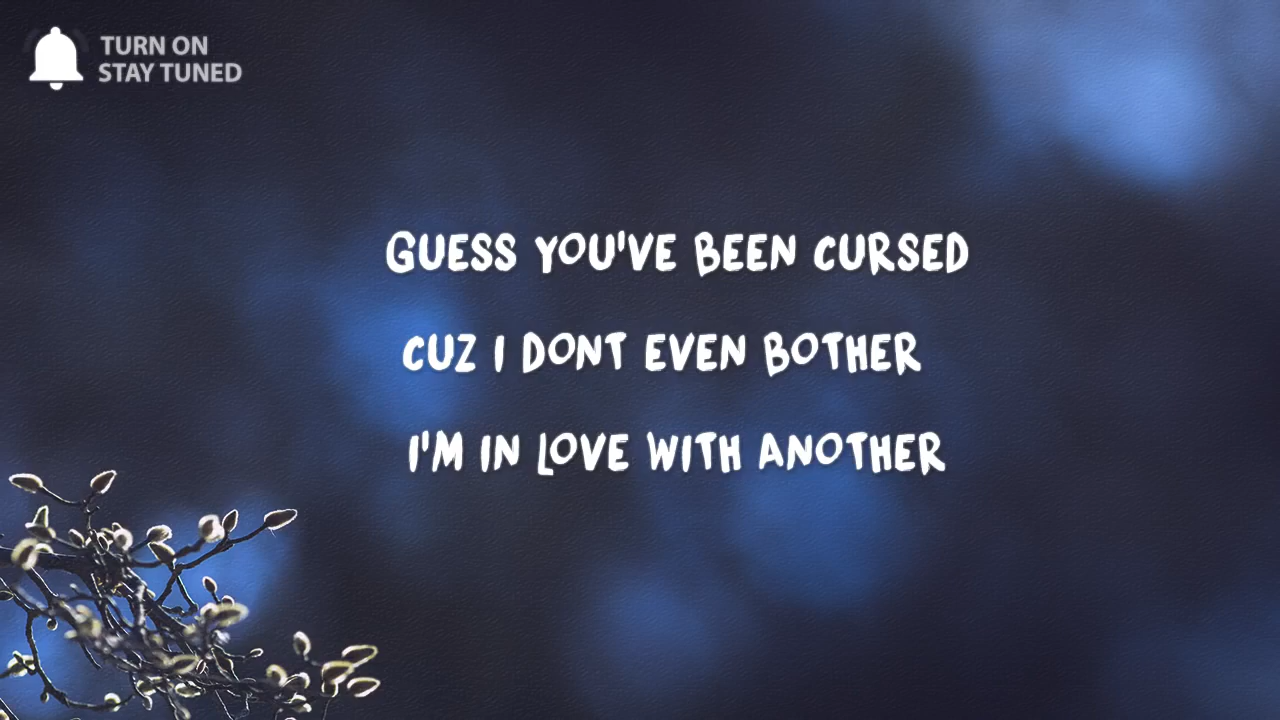 TURN ON
STAY TUNED
GUESS YOU'VE BEEN CURSED
CUZ I DONT EVEN BOTHER
I'M IN LOVE WITH ANOTHER